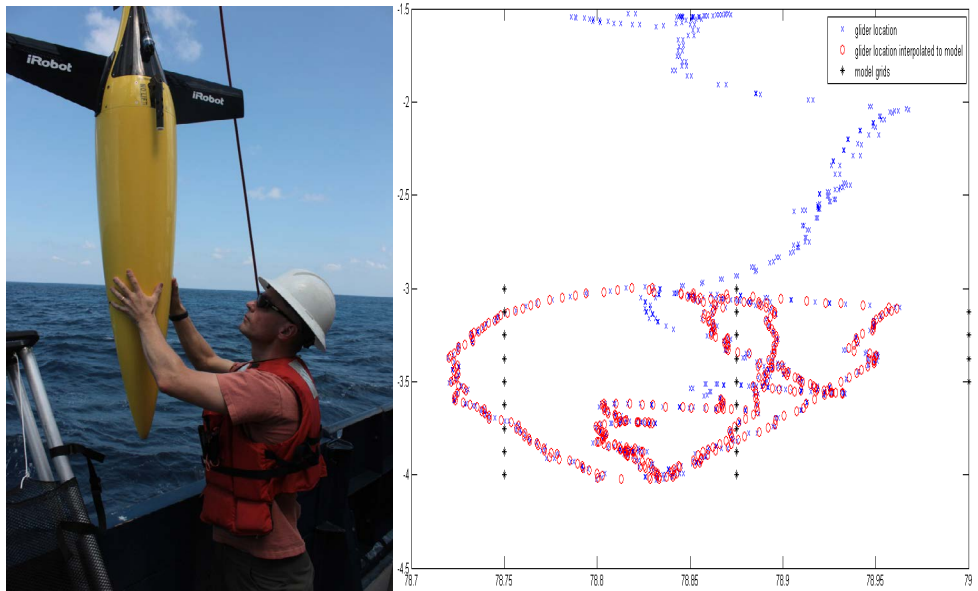 iRobot
iRobot
-1.5
-2
-2.5
-3
-3.5
-4
-4.5
78.7
78.75
78.8
78.85
78.9
78.95
79
glider location
glider location interpolated to model
model grids